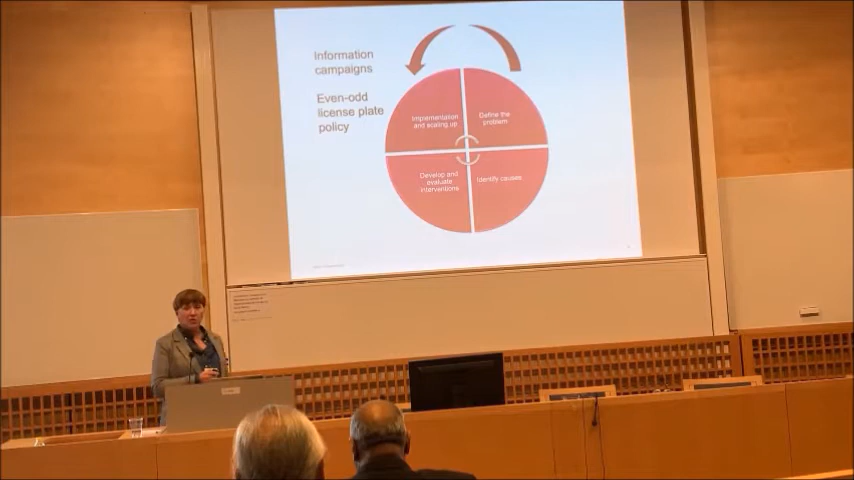 Information
campaigns
Even-odd
license plate
policy
Implementation
and scaling up
Define the
problem
Develop and
evaluate
interventions
Identify causes